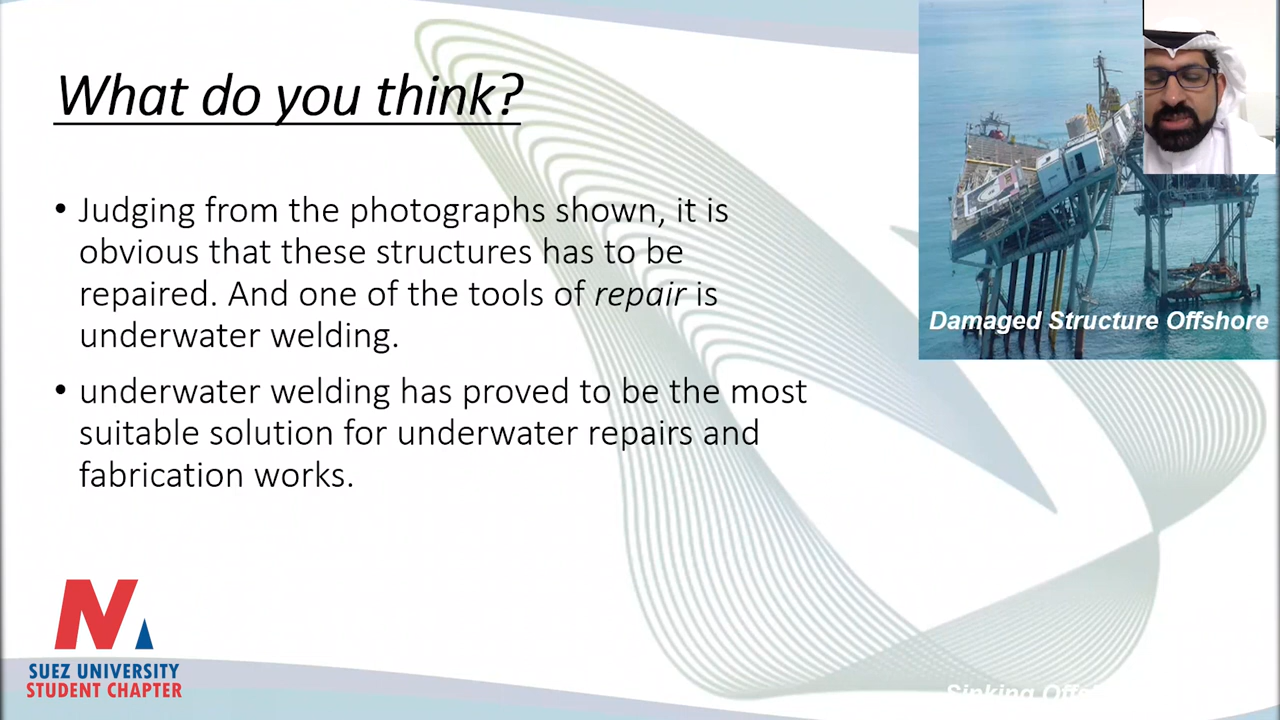 What do you think?
• Judging from the photographs shown, it is
obvious that these structures has to be
repaired. And one of the tools of repair is
underwater welding.
• underwater welding has proved to be the most
suitable solution for underwater repairs and
fabrication works.
Damaged Structure Offshore
SUEZ UNIVERSITY
STUDENT CHAPTER
Sinking